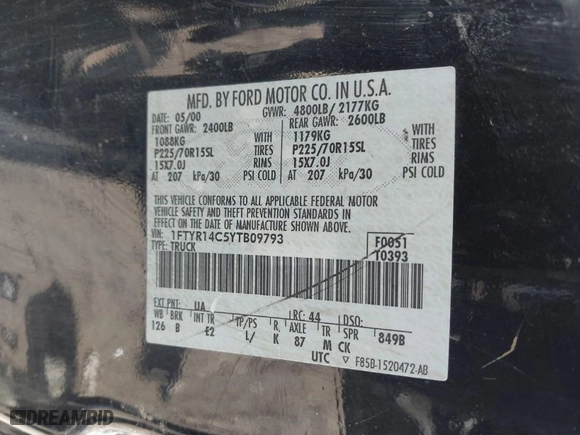 MFD. BY FORD MOTOR CO. IN U.S.A.
DATE: 05/00 GVWR: 4800LB/ 2177KG
FRONT GAWR: 2400LB REAR GAWR: 2600LB
1088KG WITH 1179KG WITH
P225/70R15SL TIRES P225/70R15SL TIRES
15X7.0J RIMS 15X7.0J RIMS
AT 207 kPa/30 PSI COLD AT 207 kPa/30 PSI COLD
THIS VEHICLE CONFORMS TO ALL APPLICABLE FEDERAL MOTOR
VEHICLE SAFETY AND BUMPER STANDARDS IN EFFECT ON THE DATE OF
MANUFACTURE SHOWN ABOVE.
VIN: 1FTYR14C5YTB09793 F0051
TYPE: TRUCK T0393
EXT PNT: UA RC: 44 DSO:
WB BRK INT TR TP/PS R AXLE TR SPR 849B
126 B E2 L/ K 87 M CK
UTC F85B-1520472-AB
DREAMBID